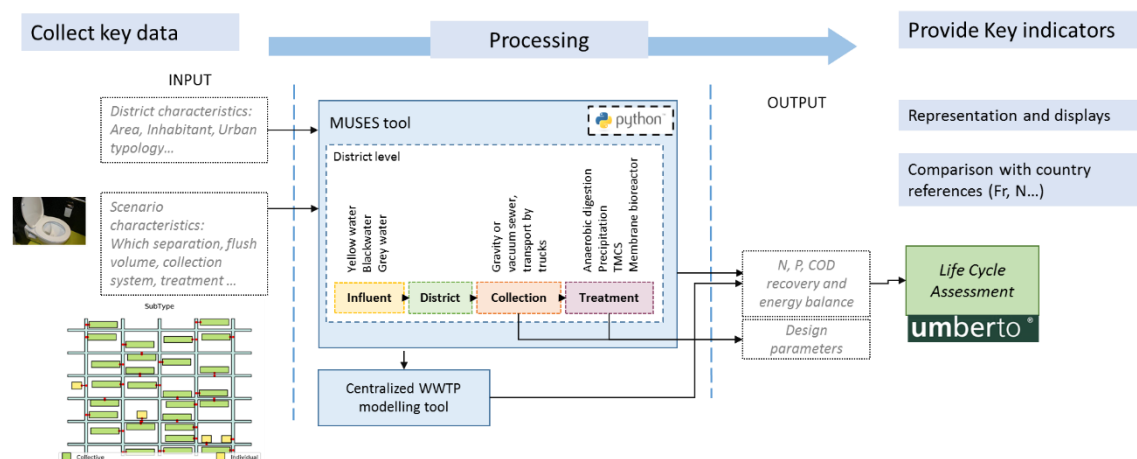 Collect key data
Processing
Provide Key indicators
INPUT
District characteristics:
Area, Inhabitant, Urban
typology…
Scenario
characteristics:
Which separation, flush
volume, collection
system, treatment …
SubType
Collective
Individual
MUSES tool
python
District level
Yellow water
Blackwater
Grey water
Gravity or
vacuum sewer,
transport by
trucks
Anaerobic digestion
Precipitation
TMCS
Membrane bioreactor
Influent
District
Collection
Treatment
Centralized WWTP
modelling tool
OUTPUT
N, P, COD
recovery and
energy balance
Design
parameters
Representation and displays
Comparison with country
references (Fr, N…)
Life Cycle
Assessment
umberto®